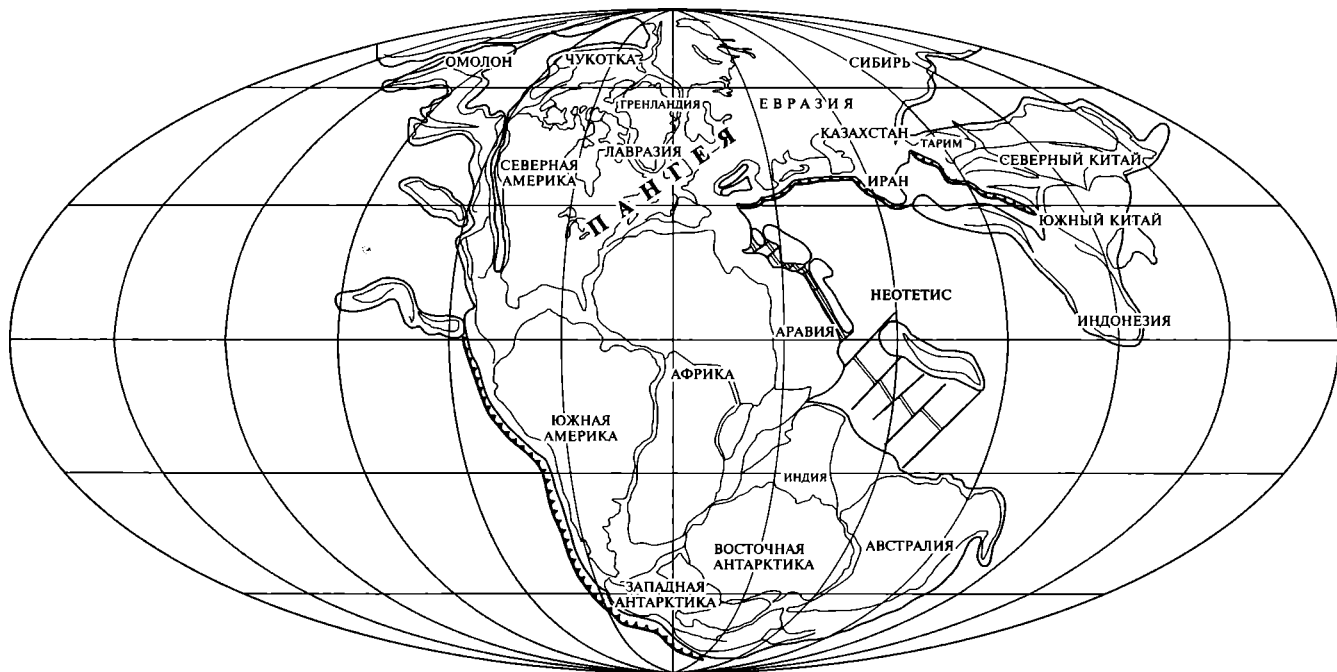 ОМОЛОН
ЧУКОТКА
СИБИРЬ
ГРЕНЛАНДИЯ
ЕВРАЗИЯ
КАЗАХСТАН
ТАРИМ
СЕВЕРНАЯ
АМЕРИКА
ЛАВРАЗИЯ
ПАНГЕЯ
СЕВЕРНЫЙ КИТАЙ
ИРАН
ЮЖНЫЙ КИТАЙ
НЕОТЕТИС
ИНДОНЕЗИЯ
АРАВИЯ
АФРИКА
ЮЖНАЯ
АМЕРИКА
ИНДИЯ
ВОСТОЧНАЯ
АНТАРКТИКА
АВСТРАЛИЯ
ЗАПАДНАЯ
АНТАРКТИКА